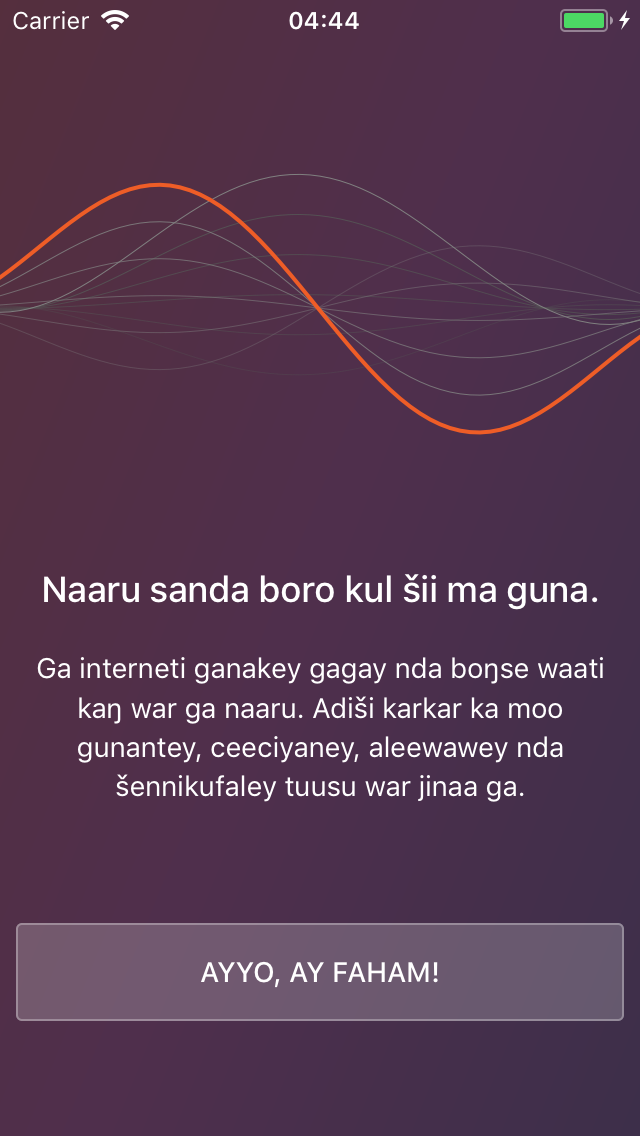 Carrier 04:44
Naaru sanda boro kul šii ma guna.
Ga interneti ganakey gagay nda boŋse waati
kaŋ war ga naaru. Adiši karkar ka moo
gunantey, ceeciyaney, aleewawey nda
šennikufaley tuusu war jinaa ga.
AYYO, AY FAHAM!